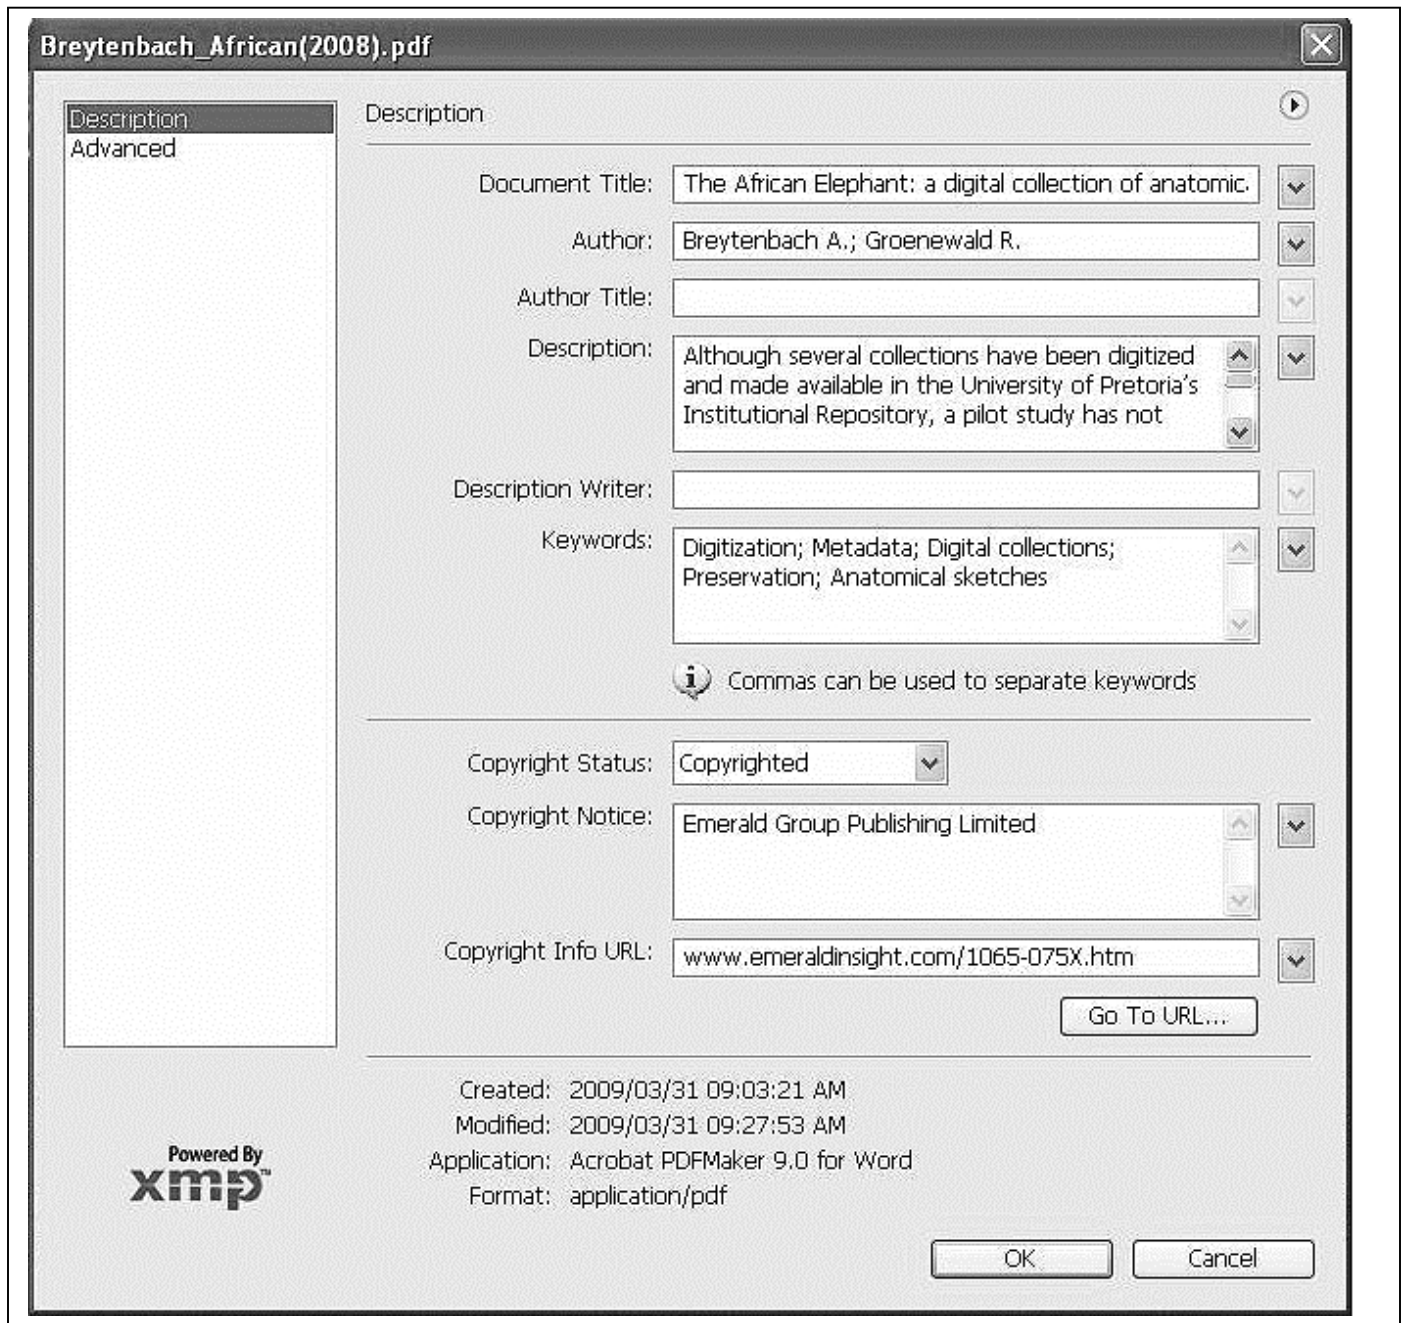 Breytenbach_African(2008).pdf
Description
Advanced
Description
Document Title: The African Elephant: a digital collection of anatomic
Author: Breytenbach A.; Groenewald R.
Author Title:
Description: Although several collections have been digitized
and made available in the University of Pretoria's
Institutional Repository, a pilot study has not
Description Writer:
Keywords: Digitization; Metadata; Digital collections;
Preservation; Anatomical sketches
Commas can be used to separate keywords
Copyright Status: Copyrighted
Copyright Notice: Emerald Group Publishing Limited
Copyright Info URL: www.emeraldinsight.com/1065-075X.htm
Go To URL...
Created: 2009/03/31 09:03:21 AM
Modified: 2009/03/31 09:27:53 AM
Application: Acrobat PDFMaker 9.0 for Word
Format: application/pdf
Powered By
xmp™
OK Cancel